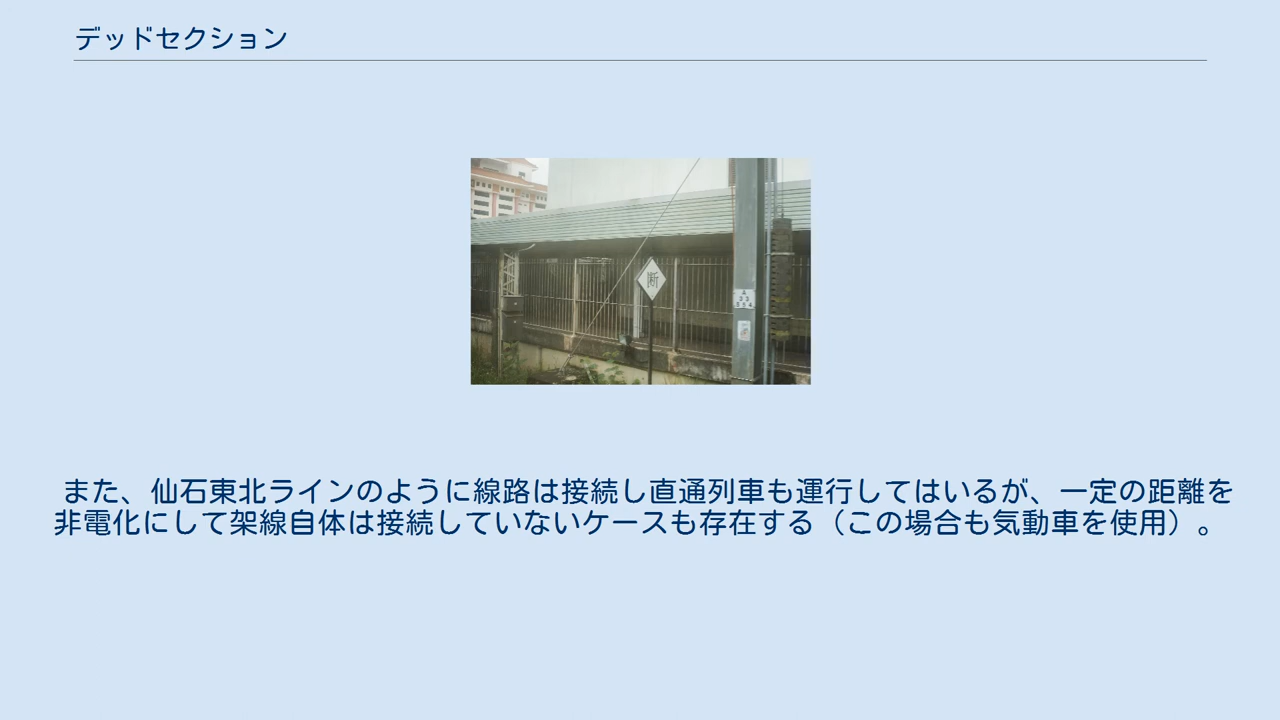 デッドセクション
断
また、仙石東北ラインのように線路は接続し直通列車も運行してはいるが、一定の距離を
非電化にして架線自体は接続していないケースも存在する（この場合も気動車を使用）。